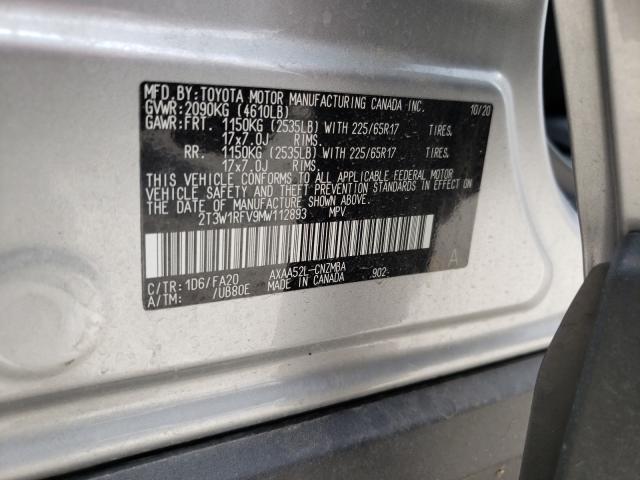 MFD. BY:TOYOTA MOTOR MANUFACTURING CANADA INC. 10/20
GVWR:2090KG (4610LB)
GAWR:FRT. 1150KG (2535LB) WITH 225/65R17 TIRES,
17x7.0J RIMS.
RR. 1150KG (2535LB) WITH 225/65R17 TIRES,
17x7.0J RIMS.
THIS VEHICLE CONFORMS TO ALL APPLICABLE FEDERAL MOTOR
VEHICLE SAFETY AND THEFT PREVENTION STANDARDS IN EFFECT ON
THE DATE OF MANUFACTURE SHOWN ABOVE.
2T3W1RFV9MW112893 MPV
A
C/TR:1D6/FA20 AXAA52L-CNZMBA .902-
A/TM: /UB80E MADE IN CANADA